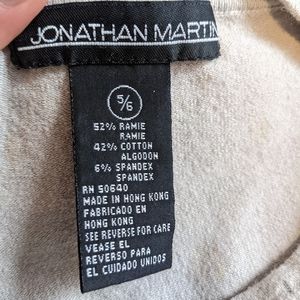 JONATHAN MARTIN
5/6
52% RAMIE
RAMIE
42% COTTON
ALGODON
6% SPANDEX
SPANDEX
RN 50640
MADE IN HONG KONG
FABRICADO EN
HONG KONG
SEE REVERSE FOR CARE
VEASE EL
REVERSO PARA
EL CUIDADO UNIDOS